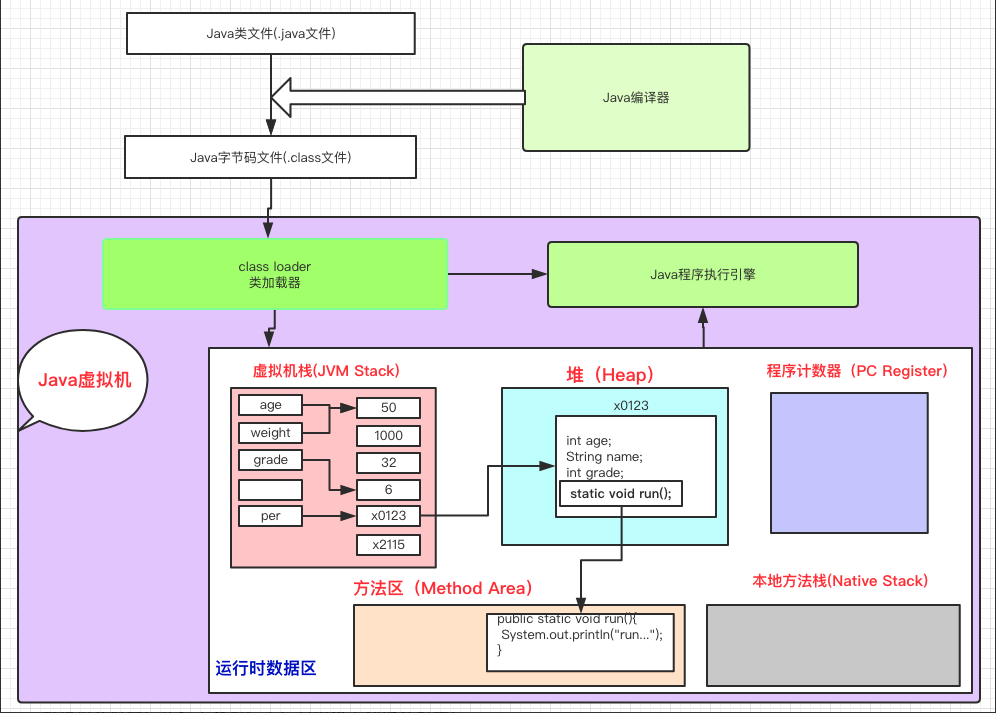 Java类文件(.java文件)
Java编译器
Java字节码文件(.class文件)
class loader
类加载器
Java程序执行引擎
Java虚拟机
虚拟机栈(JVM Stack)
age
weight
grade
per
50
1000
32
6
x0123
x2115
堆（Heap）
x0123
int age;
String name;
int grade;
static void run();
程序计数器（PC Register）
方法区（Method Area）
public static void run(){
System.out.println("run...");
}
本地方法栈(Native Stack)
运行时数据区